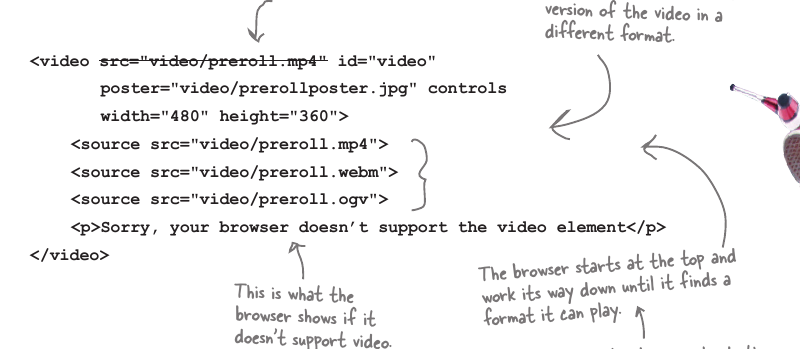 version of the video in a
different format.
<video src="video/preroll.mp4" id="video"
poster="video/prerollposter.jpg" controls
width="480" height="360">
<source src="video/preroll.mp4">
<source src="video/preroll.webm">
<source src="video/preroll.ogv">
<p>Sorry, your browser doesn’t support the video element</p>
</video>
This is what the
browser shows if it
doesn't support video.
The browser starts at the top and
work its way down until it finds a
format it can play.